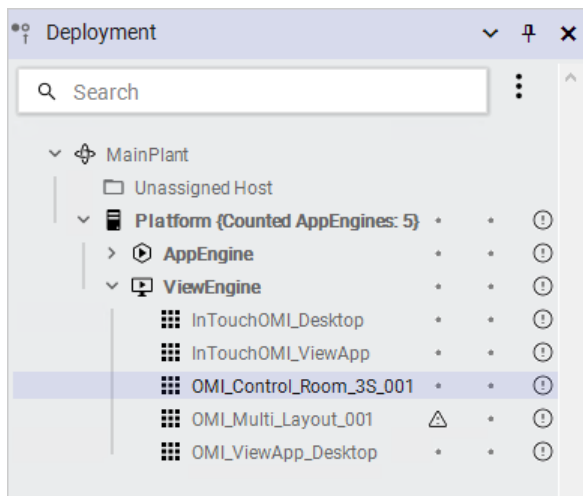 Deployment
Search
MainPlant
Unassigned Host
Platform {Counted AppEngines: 5}
AppEngine
ViewEngine
InTouchOMI_Desktop
InTouchOMI_ViewApp
OMI_Control_Room_3S_001
OMI_Multi_Layout_001
OMI_ViewApp_Desktop